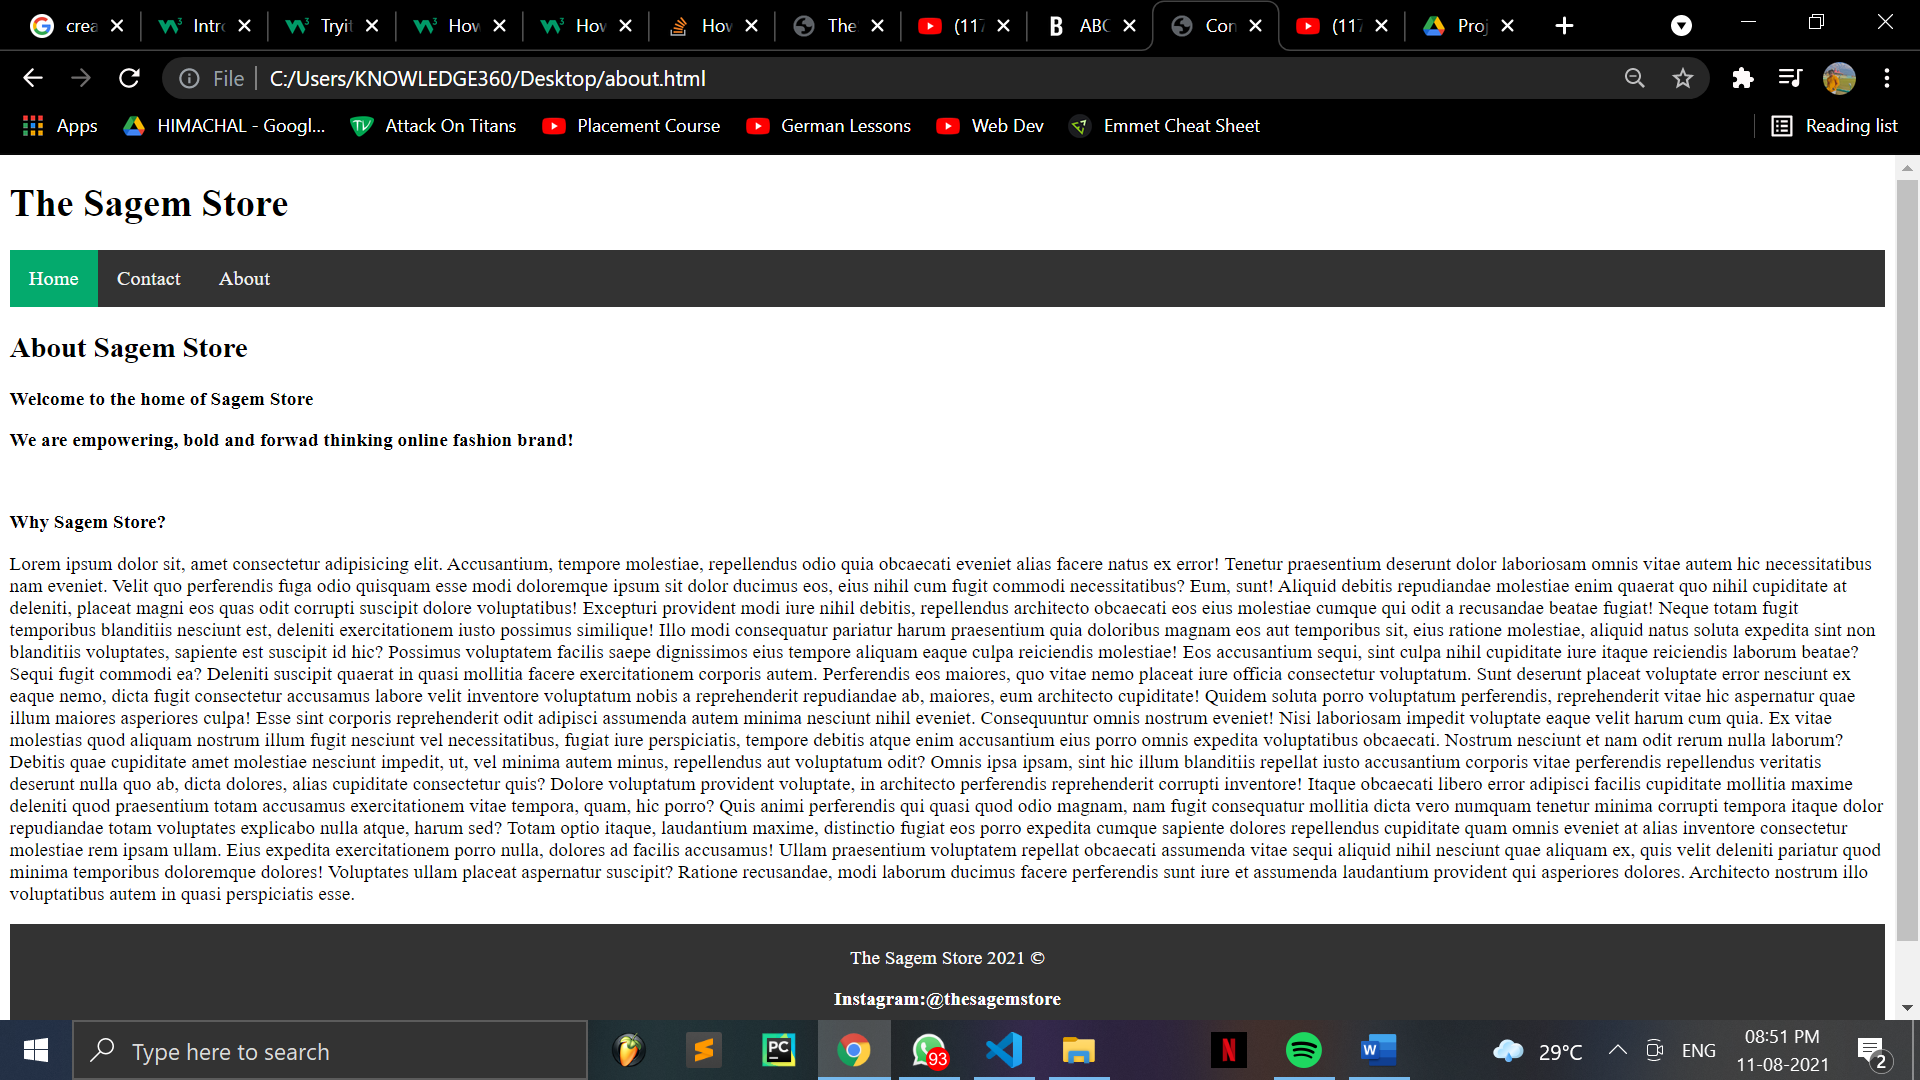 crea
Intr
Tryit
How
How
How
The
(117
ABC
Con
(117
Proj
File
C:/Users/KNOWLEDGE360/Desktop/about.html
Apps
HIMACHAL - Googl...
Attack On Titans
Placement Course
German Lessons
Web Dev
Emmet Cheat Sheet
Reading list
The Sagem Store
Home
Contact
About
About Sagem Store
Welcome to the home of Sagem Store
We are empowering, bold and forwad thinking online fashion brand!
Why Sagem Store?
Lorem ipsum dolor sit, amet consectetur adipisicing elit. Accusantium, tempore molestiae, repellendus odio quia obcaecati eveniet alias facere natus ex error! Tenetur praesentium deserunt dolor laboriosam omnis vitae autem hic necessitatibus
nam eveniet. Velit quo perferendis fuga odio quisquam esse modi doloremque ipsum sit dolor ducimus eos, eius nihil cum fugit commodi necessitatibus? Eum, sunt! Aliquid debitis repudiandae molestiae enim quaerat quo nihil cupiditate at
deleniti, placeat magni eos quas odit corrupti suscipit dolore voluptatibus! Excepturi provident modi iure nihil debitis, repellendus architecto obcaecati eos eius molestiae cumque qui odit a recusandae beatae fugiat! Neque totam fugit
temporibus blanditiis nesciunt est, deleniti exercitationem iusto possimus similique! Illo modi consequatur pariatur harum praesentium quia doloribus magnam eos aut temporibus sit, eius ratione molestiae, aliquid natus soluta expedita sint non
blanditiis voluptates, sapiente est suscipit id hic? Possimus voluptatem facilis saepe dignissimos eius tempore aliquam eaque culpa reiciendis molestiae! Eos accusantium sequi, sint culpa nihil cupiditate iure itaque reiciendis laborum beatae?
Sequi fugit commodi ea? Deleniti suscipit quaerat in quasi mollitia facere exercitationem corporis autem. Perferendis eos maiores, quo vitae nemo placeat iure officia consectetur voluptatum. Sunt deserunt placeat voluptate error nesciunt ex
eaque nemo, dicta fugit consectetur accusamus labore velit inventore voluptatum nobis a reprehenderit repudiandae ab, maiores, eum architecto cupiditate! Quidem soluta porro voluptatum perferendis, reprehenderit vitae hic aspernatur quae
illum maiores asperiores culpa! Esse sint corporis reprehenderit odit adipisci assumenda autem minima nesciunt nihil eveniet. Consequuntur omnis nostrum eveniet! Nisi laboriosam impedit voluptate eaque velit harum cum quia. Ex vitae
molestias quod aliquam nostrum illum fugit nesciunt vel necessitatibus, fugiat iure perspiciatis, tempore debitis atque enim accusantium eius porro omnis expedita voluptatibus obcaecati. Nostrum nesciunt et nam odit rerum nulla laborum?
Debitis quae cupiditate amet molestiae nesciunt impedit, ut, vel minima autem minus, repellendus aut voluptatum odit? Omnis ipsa ipsam, sint hic illum blanditiis repellat iusto accusantium corporis vitae perferendis repellendus veritatis
deserunt nulla quo ab, dicta dolores, alias cupiditate consectetur quis? Dolore voluptatum provident voluptate, in architecto perferendis reprehenderit corrupti inventore! Itaque obcaecati libero error adipisci facilis cupiditate mollitia maxime
deleniti quod praesentium totam accusamus exercitationem vitae tempora, quam, hic porro? Quis animi perferendis qui quasi quod odio magnam, nam fugit consequatur mollitia dicta vero numquam tenetur minima corrupti tempora itaque dolor
repudiandae totam voluptates explicabo nulla atque, harum sed? Totam optio itaque, laudantium maxime, distinctio fugiat eos porro expedita cumque sapiente dolores repellendus cupiditate quam omnis eveniet at alias inventore consectetur
molestiae rem ipsam ullam. Eius expedita exercitationem porro nulla, dolores ad facilis accusamus! Ullam praesentium voluptatem repellat obcaecati assumenda vitae sequi aliquid nihil nesciunt quae aliquam ex, quis velit deleniti pariatur quod
minima temporibus doloremque dolores! Voluptates ullam placeat aspernatur suscipit? Ratione recusandae, modi laborum ducimus facere perferendis sunt iure et assumenda laudantium provident qui asperiores dolores. Architecto nostrum illo
voluptatibus autem in quasi perspiciatis esse.
The Sagem Store 2021 ©
Instagram:@thesagemstore
Type here to search
93
29°C
ENG
08:51 PM
11-08-2021
2